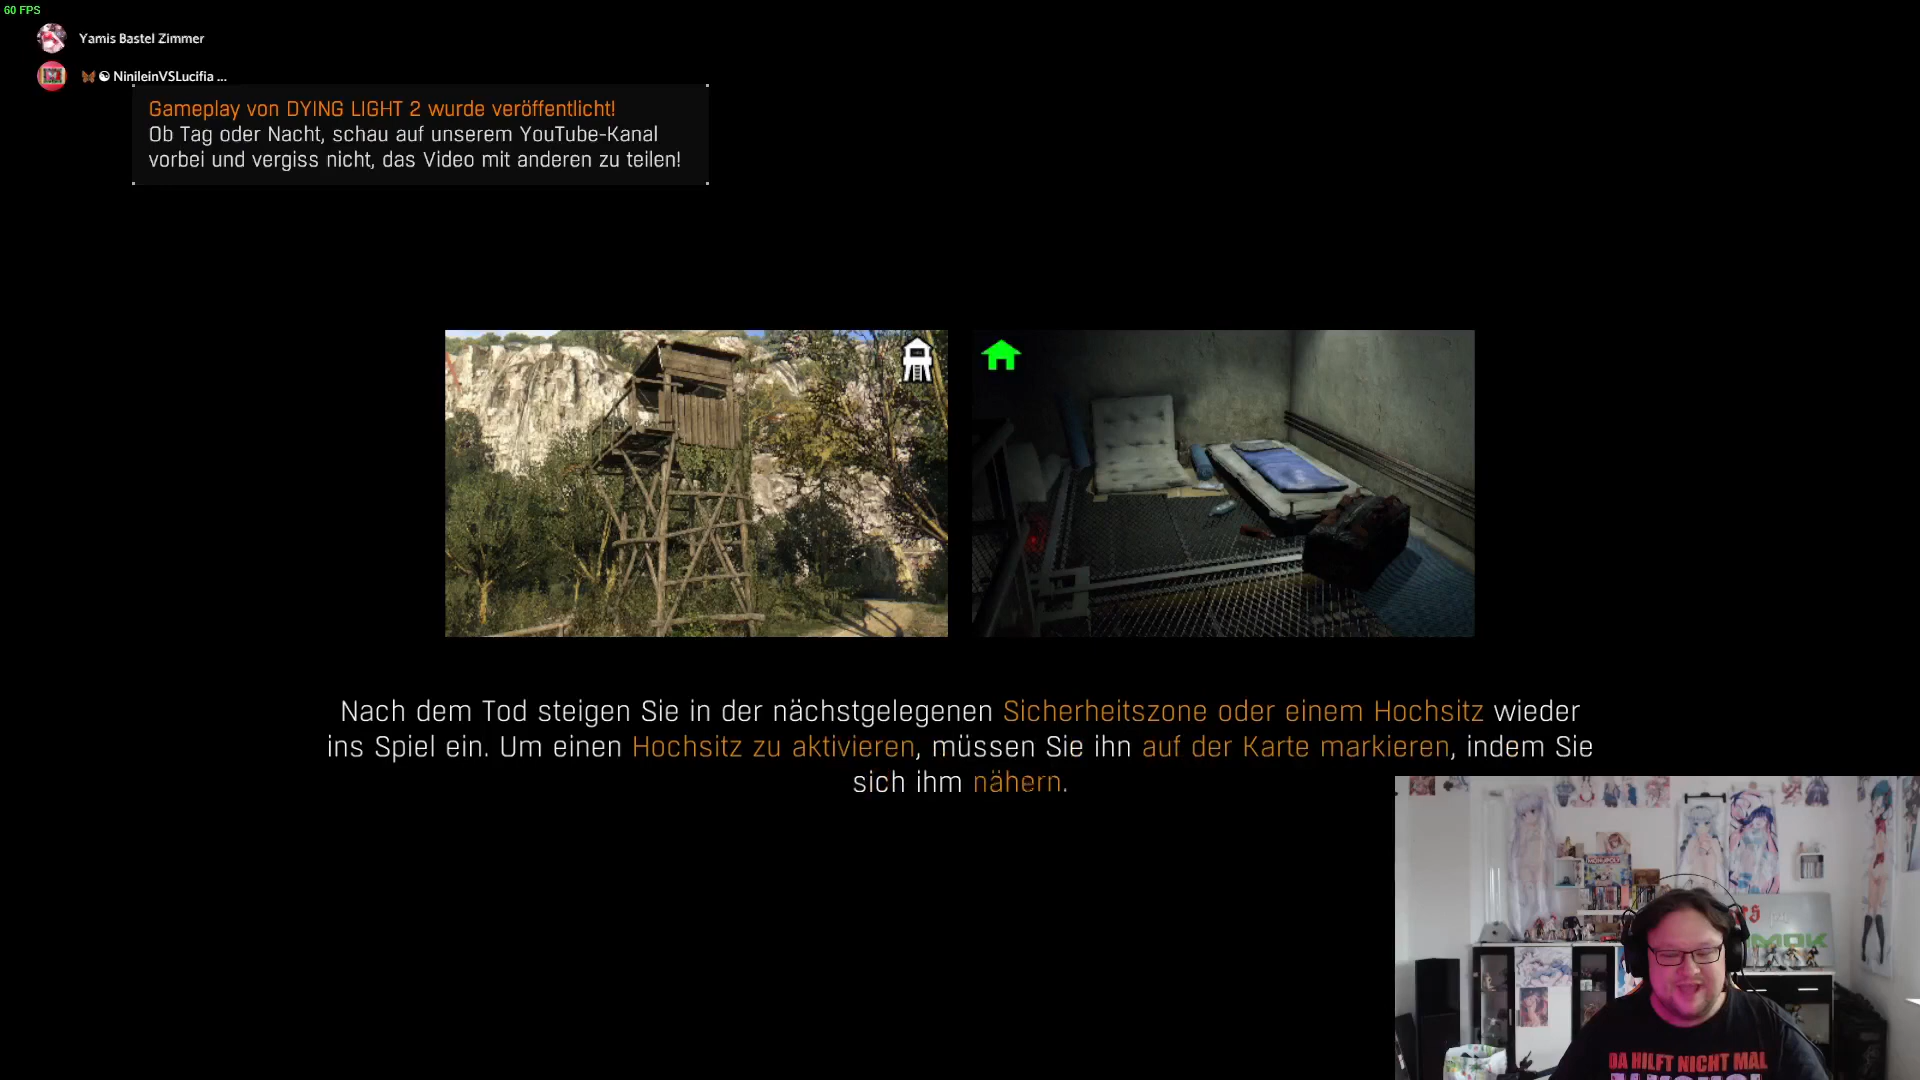 60 FPS
Yamis Bastel Zimmer
NinileinVSLucifia ...
Gameplay von DYING LIGHT 2 wurde veröffentlicht!
Ob Tag oder Nacht, schau auf unserem YouTube-Kanal
vorbei und vergiss nicht, das Video mit anderen zu teilen!
Nach dem Tod steigen Sie in der nächstgelegenen Sicherheitszone oder einem Hochsitz wieder
ins Spiel ein. Um einen Hochsitz zu aktivieren, müssen Sie ihn auf der Karte markieren, indem Sie
sich ihm nähern.
MONOPOLY
DA HILFT NICHT MAL